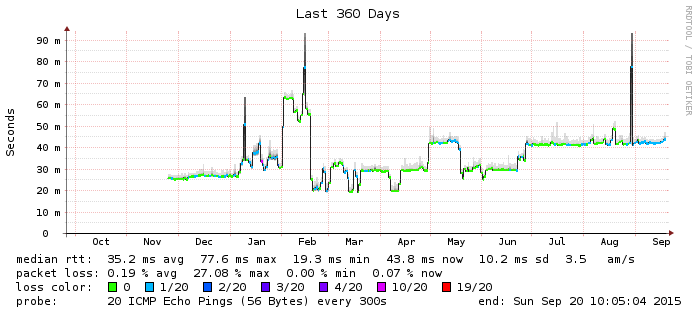 Last 360 Days
RRDTOOL / TOBI OETIKER
Seconds
90 m
80 m
70 m
60 m
50 m
40 m
30 m
20 m
10 m
0
Oct Nov Dec Jan Feb Mar Apr May Jun Jul Aug Sep
median rtt: 35.2 ms avg 77.6 ms max 19.3 ms min 43.8 ms now 10.2 ms sd 3.5 am/s
packet loss: 0.19 % avg 27.08 % max 0.00 % min 0.07 % now
loss color: 0 1/20 2/20 3/20 4/20 10/20 19/20
probe: 20 ICMP Echo Pings (56 Bytes) every 300s end: Sun Sep 20 10:05:04 2015